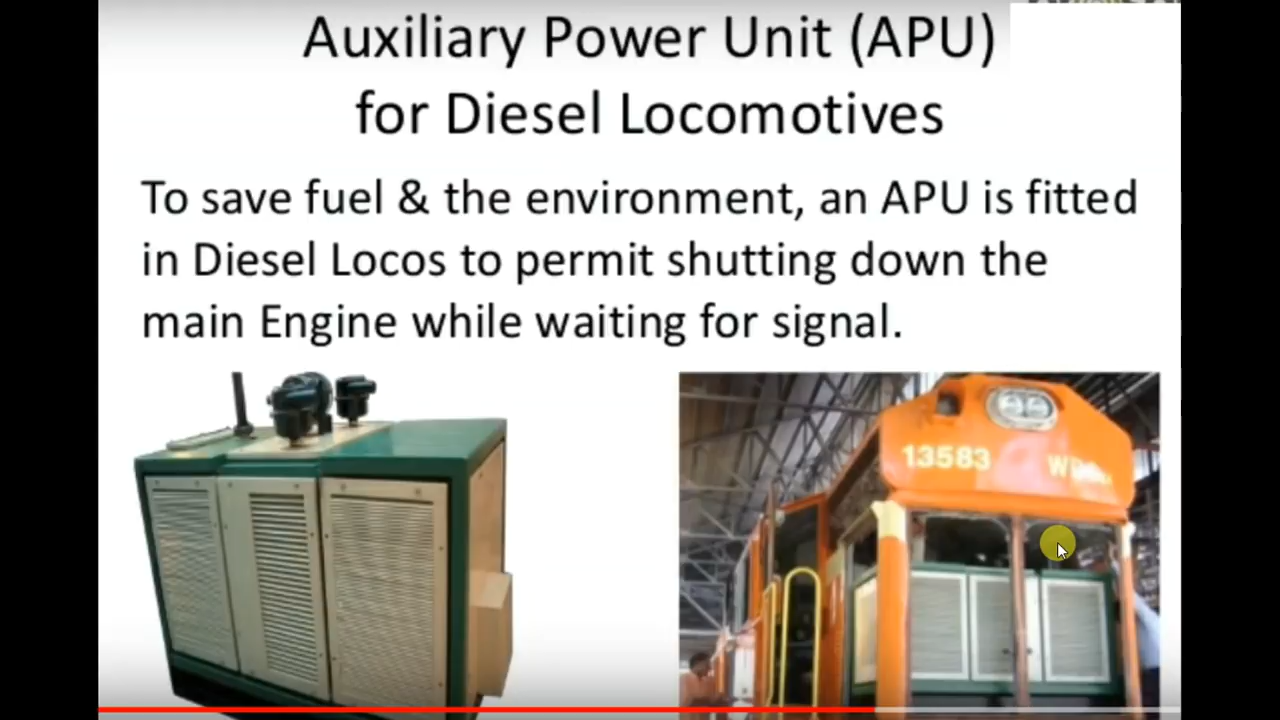 Auxiliary Power Unit (APU)
for Diesel Locomotives
To save fuel & the environment, an APU is fitted
in Diesel Locos to permit shutting down the
main Engine while waiting for signal.
13583